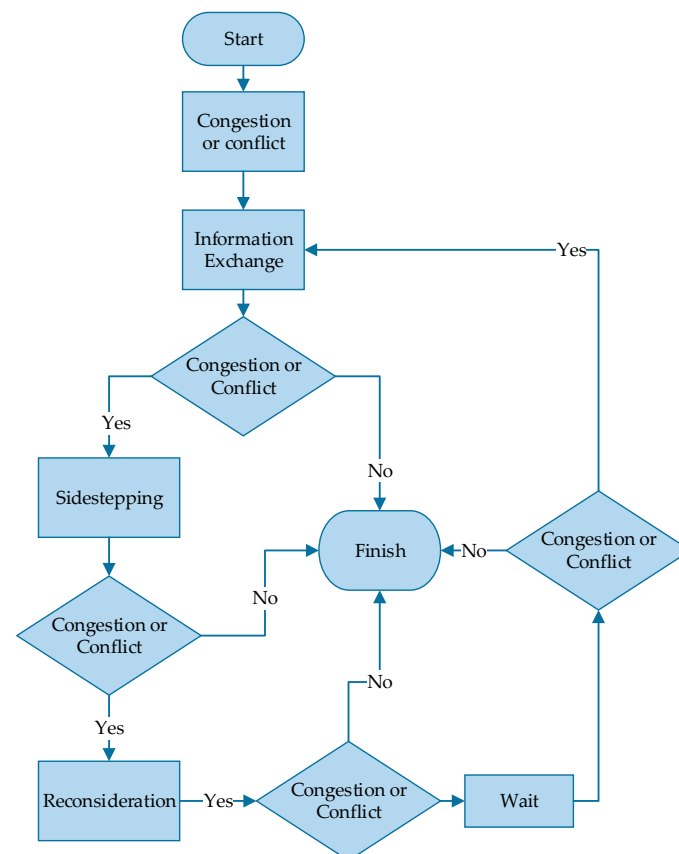 Start
Congestion
or conflict
Information
Exchange
Yes
Congestion or
Conflict
Yes
No
Sidestepping
Finish
No
Congestion or
Conflict
No
Congestion or
Conflict
No
Yes
Reconsideration
Yes
Congestion or
Conflict
Wait